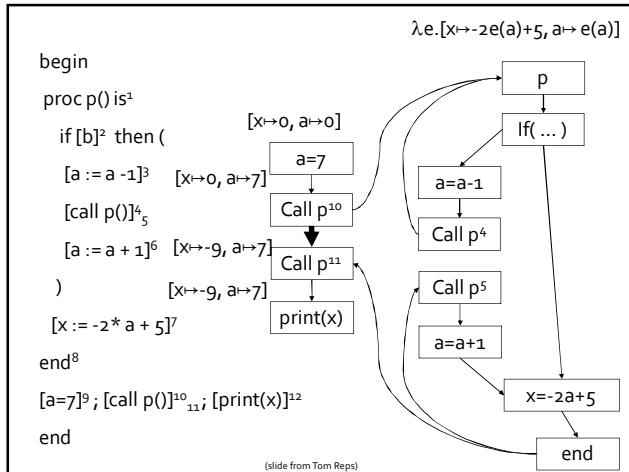 λe.[x↦-2e(a)+5, a↦ e(a)]
begin
proc p() is¹
if [b]² then (
[a := a -1]³
[call p()]⁴₅
[a := a + 1]⁶
)
[x := -2* a + 5]⁷
end⁸
[a=7]⁹ ; [call p()]¹⁰₁₁ ; [print(x)]¹²
end
[x↦0, a↦0]
a=7
[x↦0, a↦7]
Call p¹⁰
[x↦-9, a↦7]
Call p¹¹
[x↦-9, a↦7]
print(x)
p
If( ... )
a=a-1
Call p⁴
Call p⁵
a=a+1
x=-2a+5
end
(slide from Tom Reps)